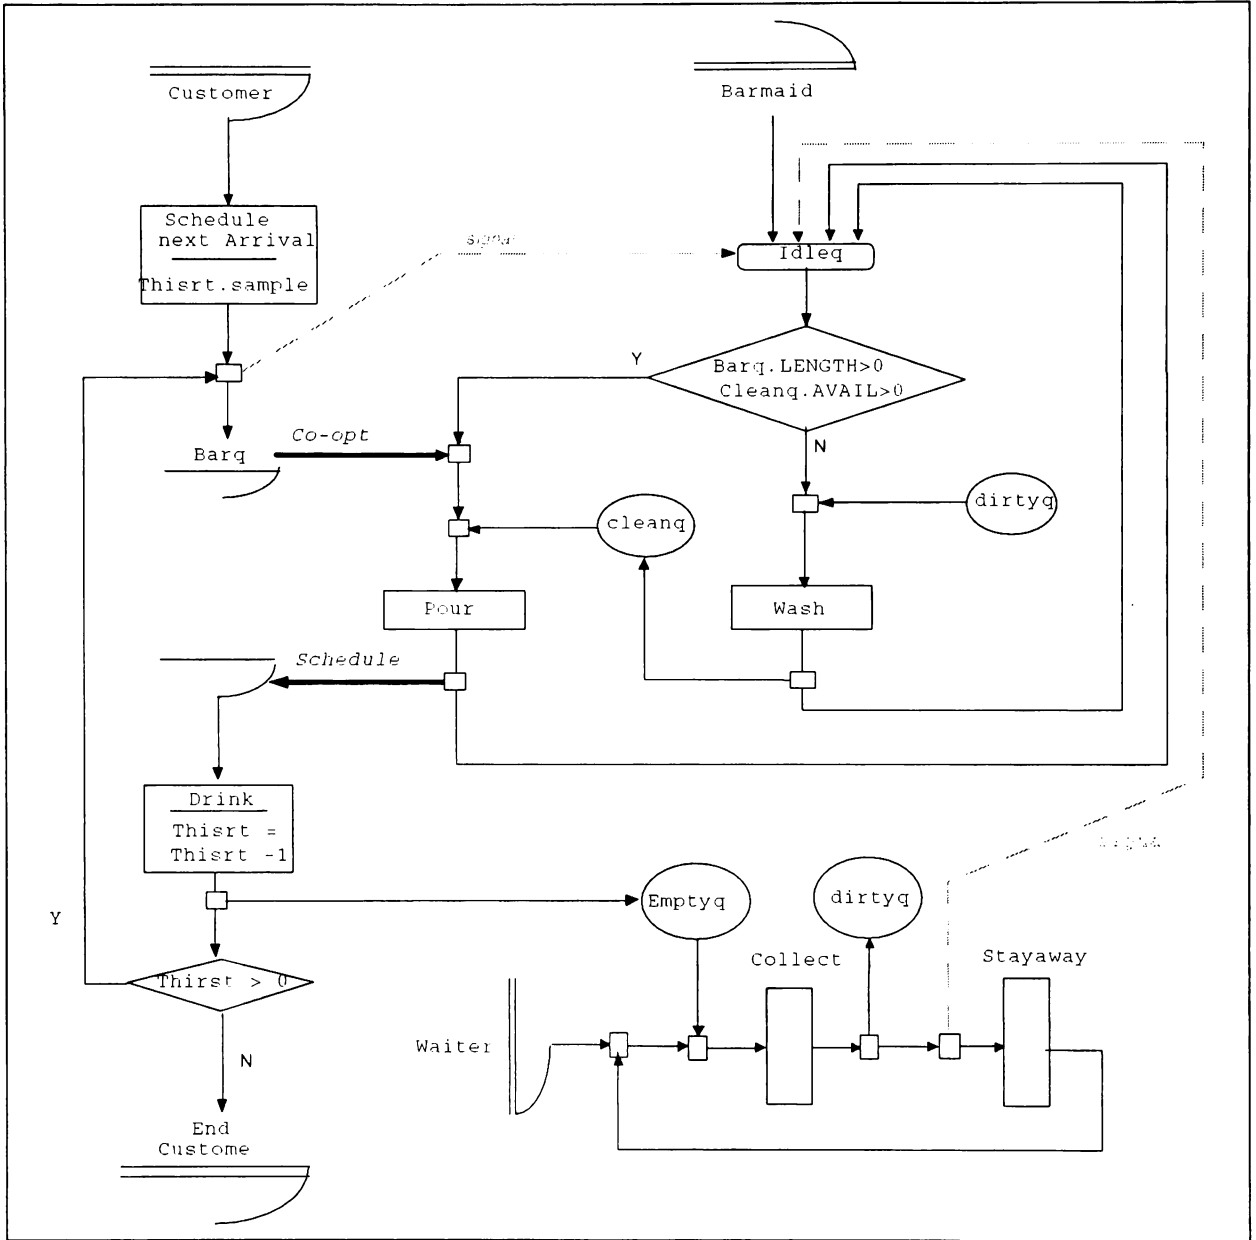 Customer
Barmaid
Schedule
next Arrival
Thisrt.sample
signal
Idleq
Y
Barq.LENGTH>0
Cleanq.AVAIL>0
N
Co-opt
Barq
cleanq
dirtyq
Pour
Wash
Schedule
Drink
Thisrt =
Thisrt -1
Y
Emptyq
dirtyq
Collect
Stayaway
Thirst > 0
Waiter
N
End
Custome